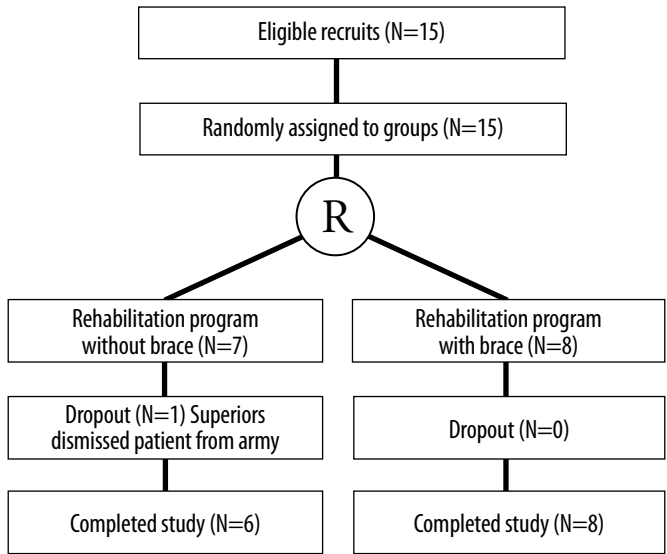 Eligible recruits (N=15)
Randomly assigned to groups (N=15)
R
Rehabilitation program
without brace (N=7)
Rehabilitation program
with brace (N=8)
Dropout (N=1) Superiors
dismissed patient from army
Dropout (N=0)
Completed study (N=6)
Completed study (N=8)